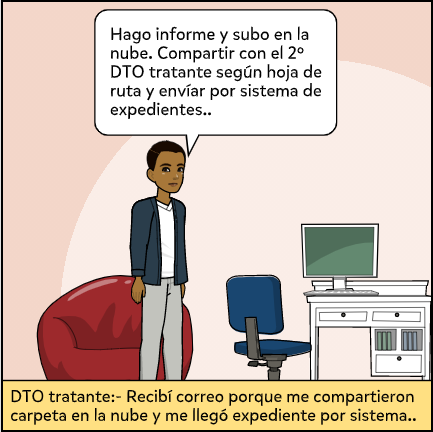 Hago informe y subo en la
nube. Compartir con el 2º
DTO tratante según hoja de
ruta y envíar por sistema de
expedientes..
DTO tratante:- Recibí correo porque me compartieron
carpeta en la nube y me llegó expediente por sistema..